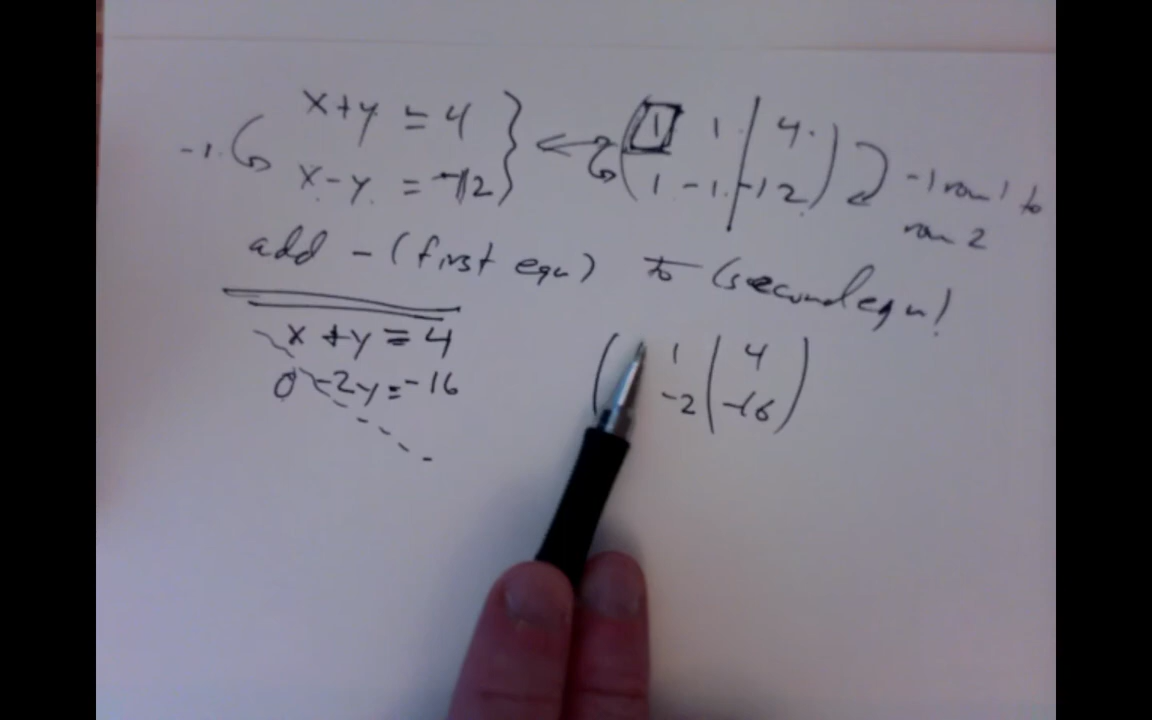 x+y = 4 } ↔ ( 1 1 | 4 )
-1 x-y = -12 ( 1 -1 | -12 ) -1 row 1 to
row 2
add -(first equ) to (second equ)
x+y=4 ( 1 | 4 )
0-2y=-16 ( -2 | -16 )